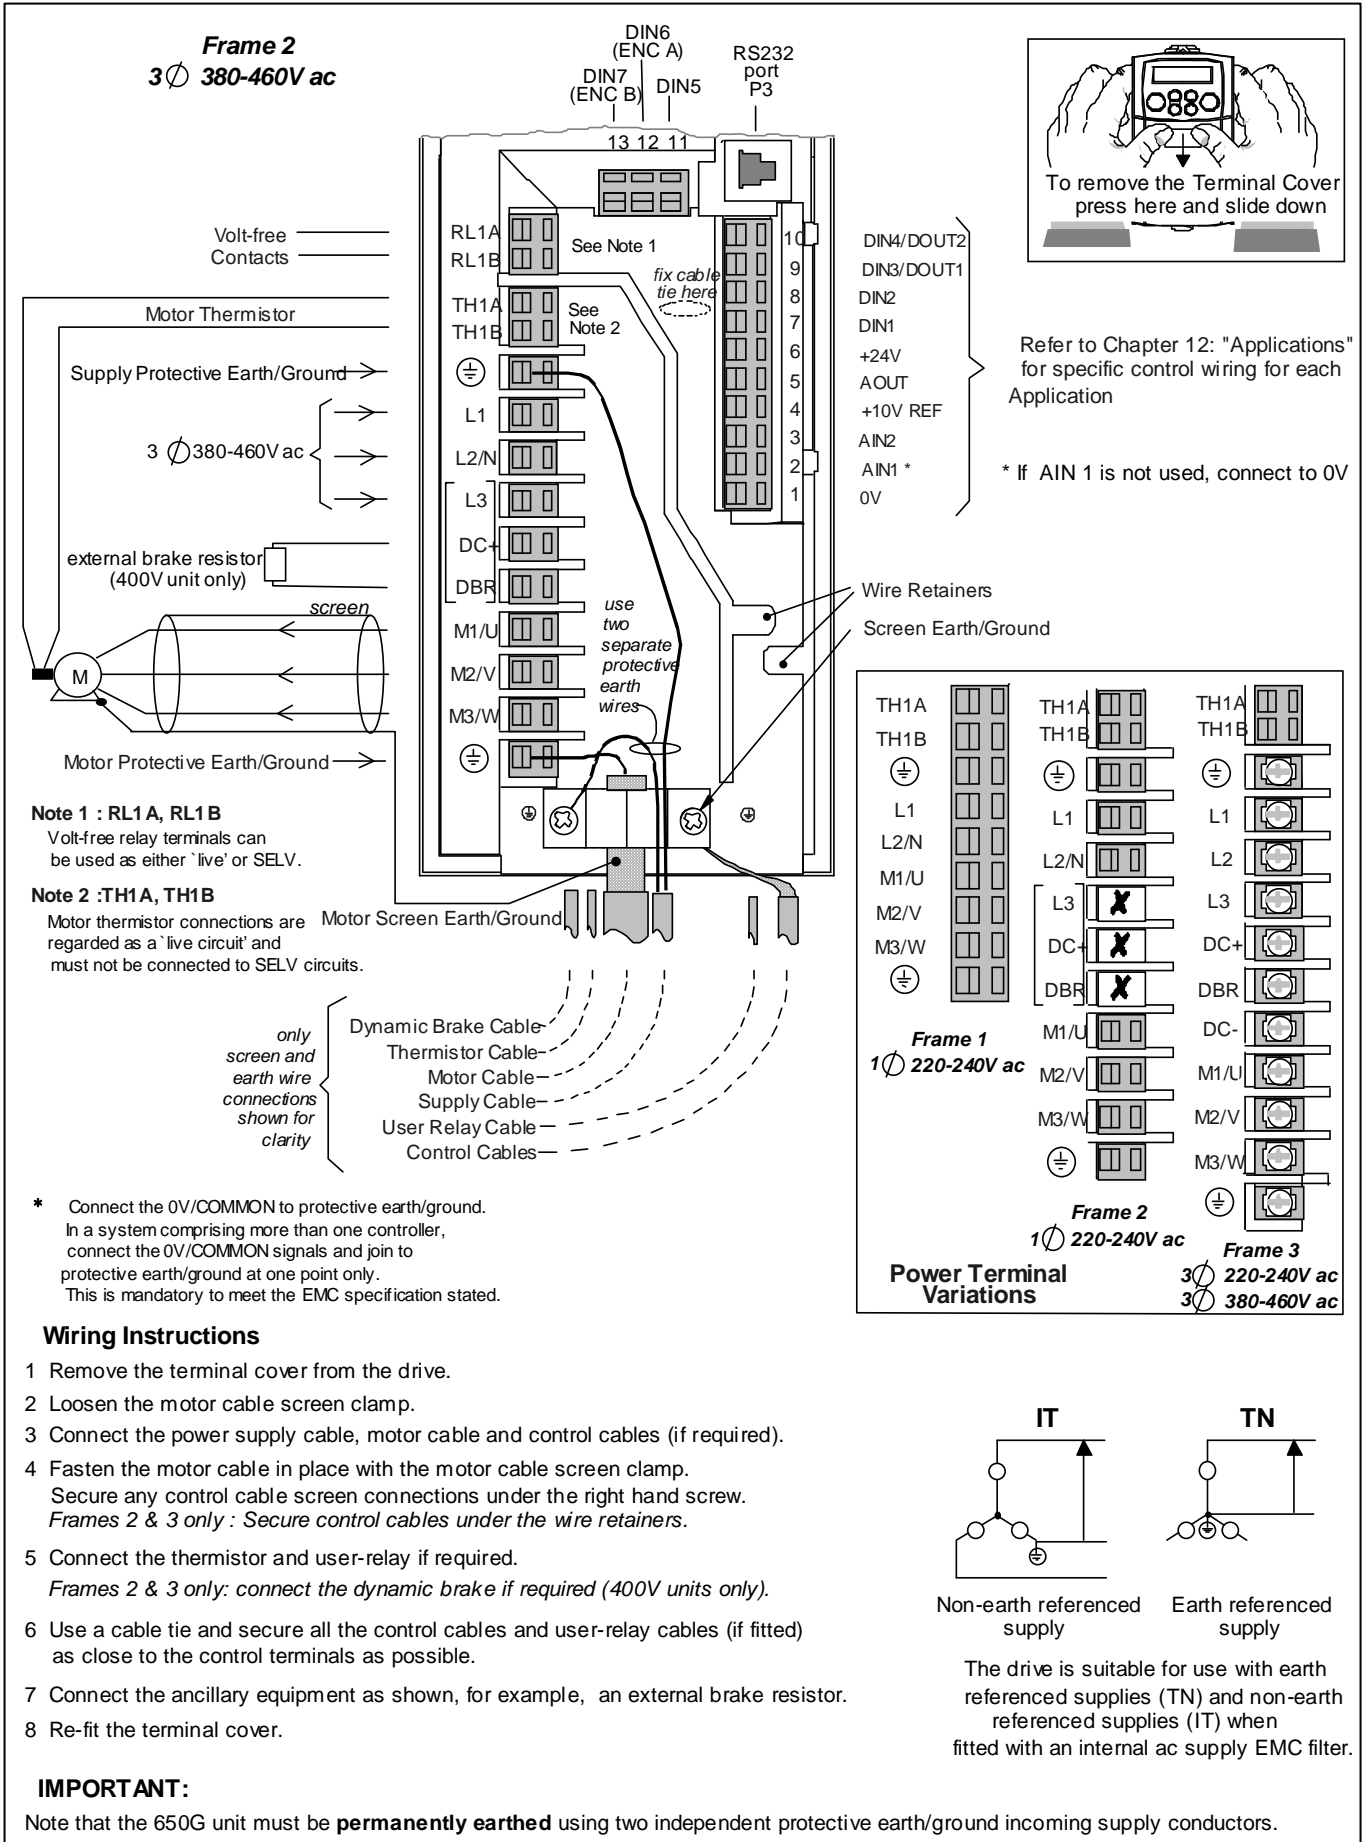 Frame 2
3∅ 380-460V ac
DIN6
(ENC A)
DIN7
(ENC B)
DIN5
RS232
port
P3
13 12 11
To remove the Terminal Cover
press here and slide down
Volt-free
Contacts
RL1A
RL1B
See Note 1
fix cable
tie here
Motor Thermistor
TH1A
TH1B
See
Note 2
Supply Protective Earth/Ground
L1
3 ∅ 380-460V ac
L2/N
L3
external brake resistor
(400V unit only)
DC+
DBR
screen
M1/U
M2/V
M3/W
M
Motor Protective Earth/Ground
use
two
separate
protective
earth
wires
10
9
8
7
6
5
4
3
2
1
DIN4/DOUT2
DIN3/DOUT1
DIN2
DIN1
+24V
AOUT
+10V REF
AIN2
AIN1 *
0V
Refer to Chapter 12: "Applications"
for specific control wiring for each
Application
* If AIN 1 is not used, connect to 0V
Wire Retainers
Screen Earth/Ground
Note 1 : RL1A, RL1B
Volt-free relay terminals can
be used as either `live' or SELV.
Note 2 :TH1A, TH1B
Motor thermistor connections are
regarded as a `live circuit' and
must not be connected to SELV circuits.
Motor Screen Earth/Ground
only
screen and
earth wire
connections
shown for
clarity
Dynamic Brake Cable
Thermistor Cable
Motor Cable
Supply Cable
User Relay Cable
Control Cables
TH1A
TH1B
L1
L2/N
M1/U
M2/V
M3/W
Frame 1
1∅ 220-240V ac
TH1A
TH1B
L1
L2/N
L3
DC+
DBR
M1/U
M2/V
M3/W
Frame 2
1∅ 220-240V ac
TH1A
TH1B
L1
L2
L3
DC+
DBR
DC-
M1/U
M2/V
M3/W
Frame 3
3∅ 220-240V ac
3∅ 380-460V ac
Power Terminal
Variations
* Connect the 0V/COMMON to protective earth/ground.
In a system comprising more than one controller,
connect the 0V/COMMON signals and join to
protective earth/ground at one point only.
This is mandatory to meet the EMC specification stated.
Wiring Instructions
1 Remove the terminal cover from the drive.
2 Loosen the motor cable screen clamp.
3 Connect the power supply cable, motor cable and control cables (if required).
4 Fasten the motor cable in place with the motor cable screen clamp.
Secure any control cable screen connections under the right hand screw.
Frames 2 & 3 only : Secure control cables under the wire retainers.
5 Connect the thermistor and user-relay if required.
Frames 2 & 3 only: connect the dynamic brake if required (400V units only).
6 Use a cable tie and secure all the control cables and user-relay cables (if fitted)
as close to the control terminals as possible.
7 Connect the ancillary equipment as shown, for example, an external brake resistor.
8 Re-fit the terminal cover.
IT
TN
Non-earth referenced
supply
Earth referenced
supply
The drive is suitable for use with earth
referenced supplies (TN) and non-earth
referenced supplies (IT) when
fitted with an internal ac supply EMC filter.
IMPORTANT:
Note that the 650G unit must be permanently earthed using two independent protective earth/ground incoming supply conductors.